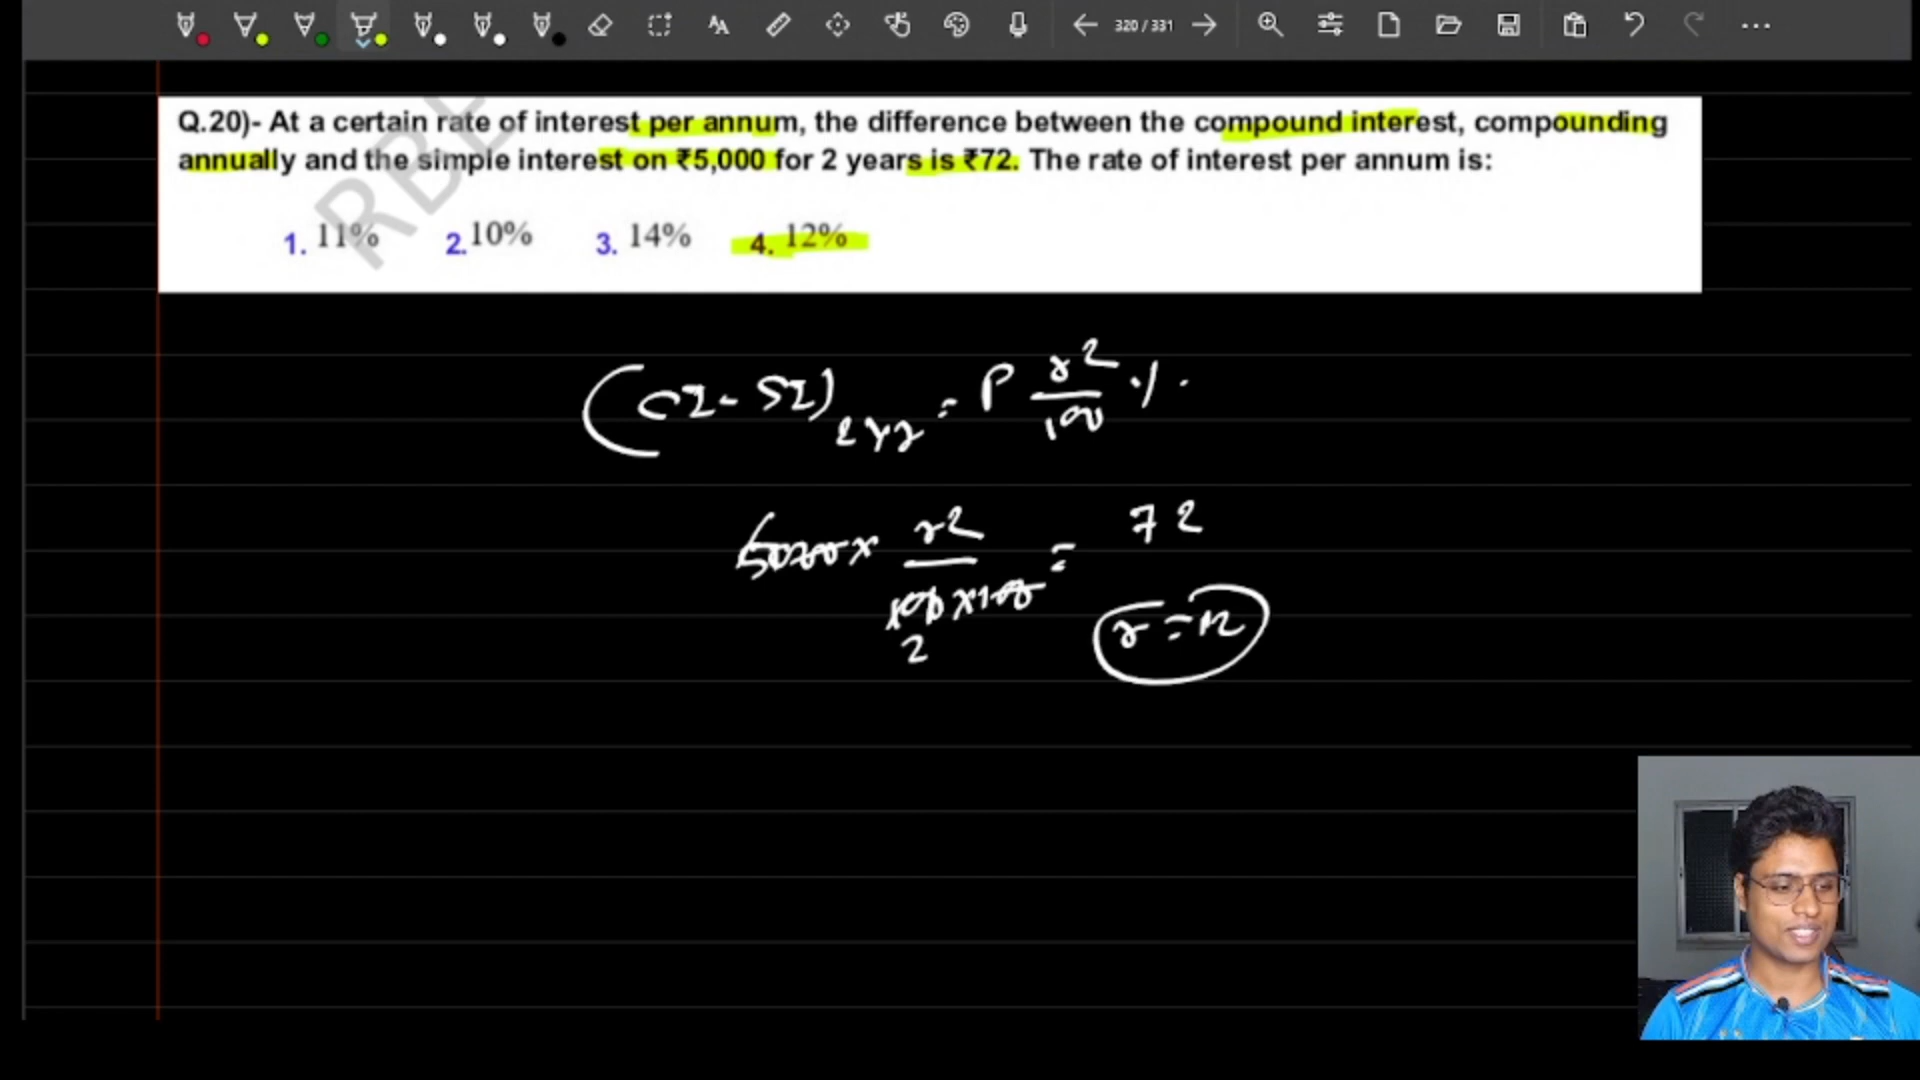 320 / 331
Q.20)- At a certain rate of interest per annum, the difference between the compound interest, compounding
annually and the simple interest on ₹5,000 for 2 years is ₹72. The rate of interest per annum is:
1. 11% 2. 10% 3. 14% 4. 12%
RBE
(CI - SI) 2yr = P r2/100 %.
5000 x r2/100 x 100 = 72
2
r = 12